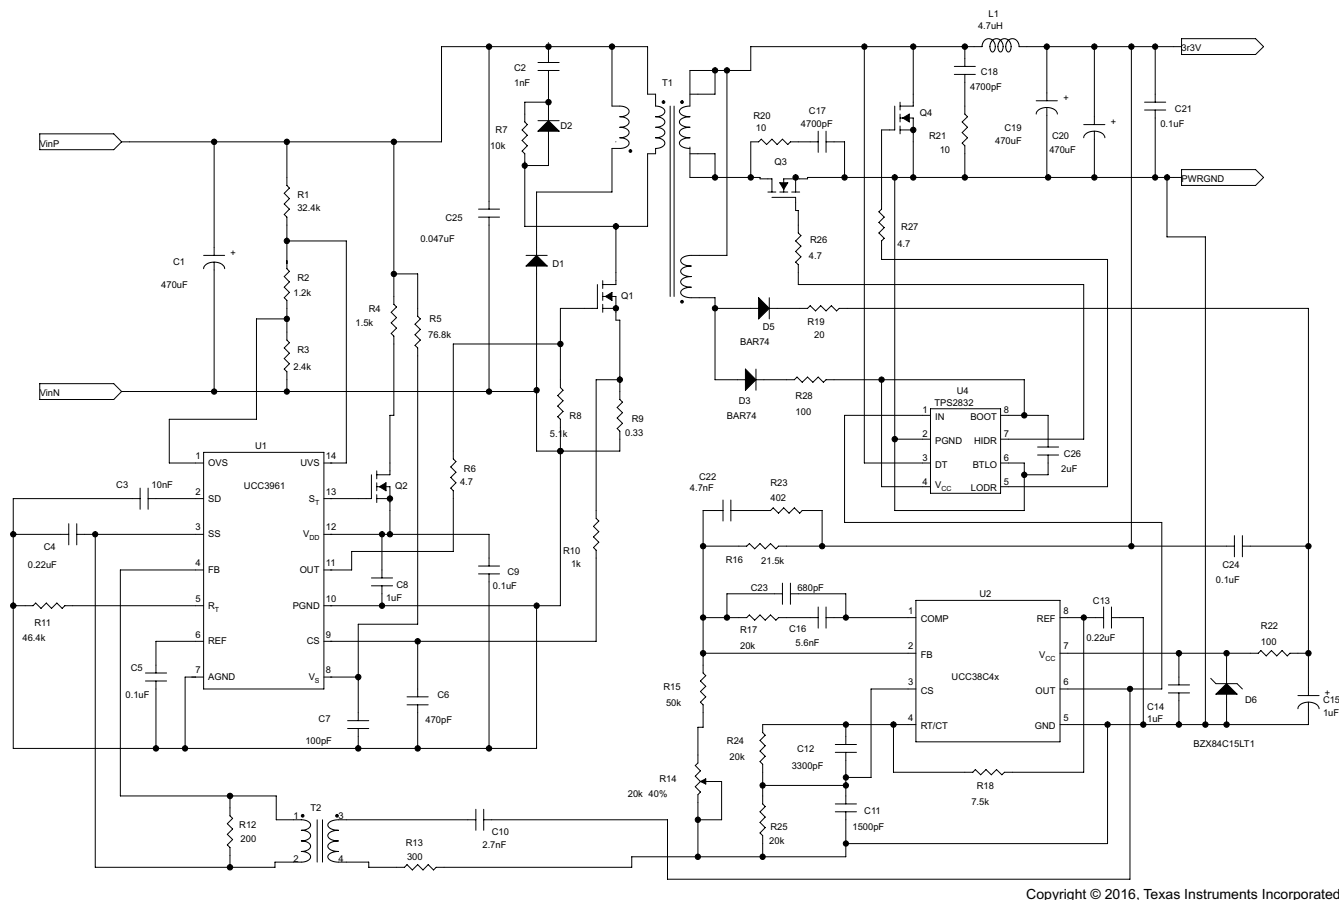 L1
4.7uH
3r3V
C2
1nF
T1
C18
4700pF
C17
4700pF
R20
10
Q4
C21
0.1uF
R7
10k
D2
R21
10
C19
470uF
C20
470uF
VinP
Q3
PWRGND
R1
32.4k
C25
0.047uF
R27
4.7
R26
4.7
C1
470uF
+
R2
1.2k
D1
Q1
R4
1.5k
R5
76.8k
D5
BAR74
R19
20
R3
2.4k
VinN
D3
BAR74
R28
100
U4
TPS2832
1 IN BOOT 8
2 PGND HIDR 7
3 DT BTLO 6
4 VCC LODR 5
C26
2uF
R8
5.1k
R9
0.33
U1
UCC3961
1 OVS UVS 14
2 SD ST 13
3 SS VDD 12
4 FB OUT 11
5 RT PGND 10
6 REF CS 9
7 AGND VS 8
R6
4.7
Q2
C3
10nF
C4
0.22uF
C22
4.7nF
R23
402
R16
21.5k
R10
1k
C8
1uF
C9
0.1uF
C24
0.1uF
C23
680pF
R17
20k
C16
5.6nF
U2
UCC38C4x
1 COMP REF 8
2 FB VCC 7
3 CS OUT 6
4 RT/CT GND 5
C13
0.22uF
R22
100
R11
46.4k
C5
0.1uF
C6
470pF
C7
100pF
R15
50k
C14
1uF
D6
BZX84C15LT1
+
C15
1uF
R24
20k
C12
3300pF
R14
20k 40%
R18
7.5k
C11
1500pF
R25
20k
R12
200
T2
1
2
3
4
C10
2.7nF
R13
300
+
+
Copyright © 2016, Texas Instruments Incorporated